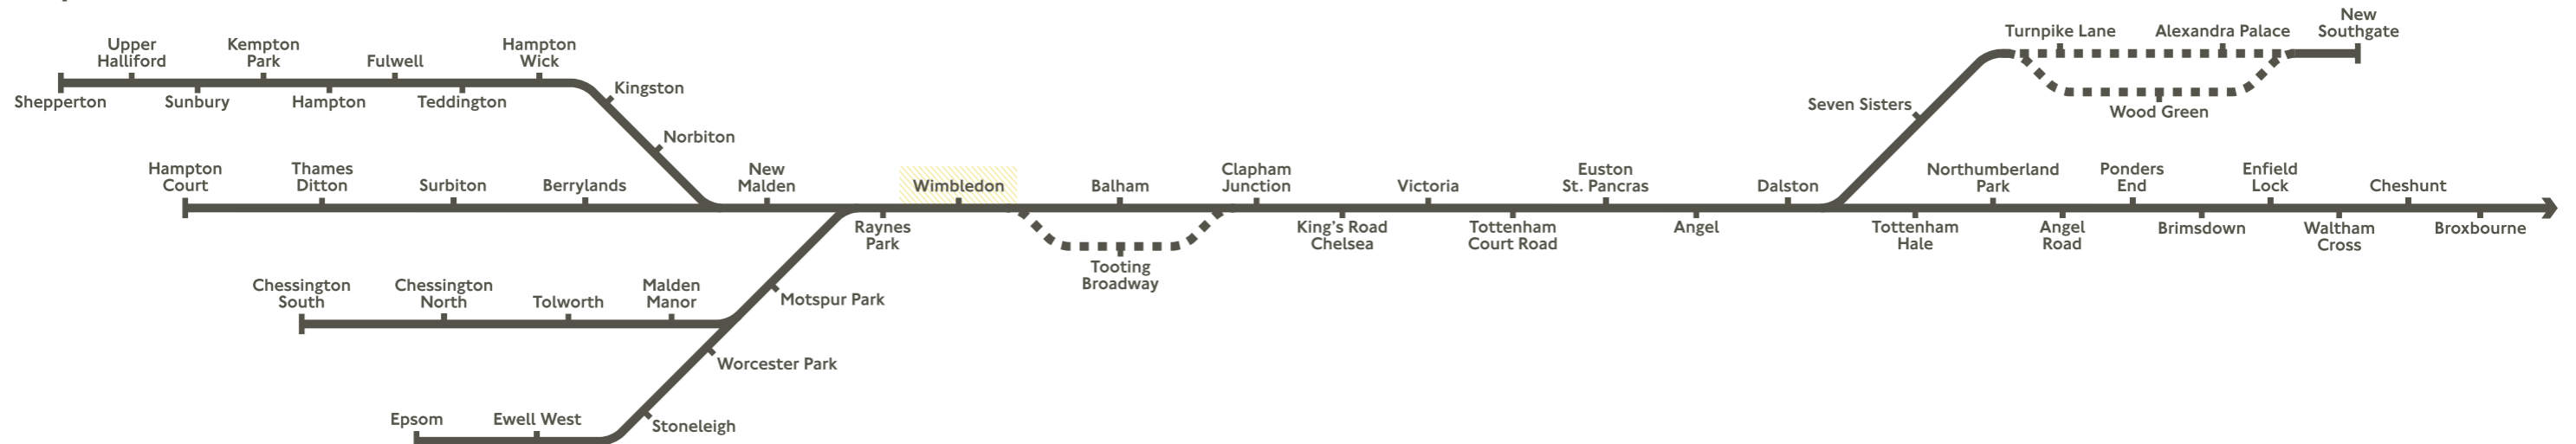 New
Southgate
Turnpike Lane
Alexandra Palace
Upper
Halliford
Kempton
Park
Fulwell
Hampton
Wick
Kingston
Shepperton
Sunbury
Hampton
Teddington
Seven Sisters
Wood Green
Norbiton
Hampton
Court
Thames
Ditton
Surbiton
Berrylands
New
Malden
Wimbledon
Balham
Clapham
Junction
Victoria
Euston
St. Pancras
Dalston
Northumberland
Park
Ponders
End
Enfield
Lock
Cheshunt
Raynes
Park
King's Road
Chelsea
Tottenham
Court Road
Angel
Tottenham
Hale
Angel
Road
Brimsdown
Waltham
Cross
Broxbourne
Tooting
Broadway
Chessington
South
Chessington
North
Tolworth
Malden
Manor
Motspur Park
Worcester Park
Epsom
Ewell West
Stoneleigh